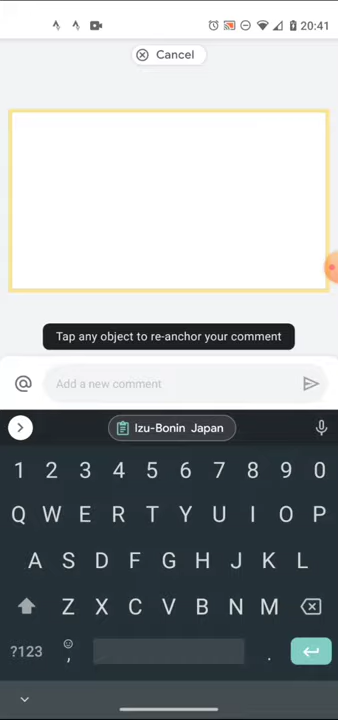 20:41
Cancel
Tap any object to re-anchor your comment
@ Add a new comment
Izu-Bonin Japan
1 2 3 4 5 6 7 8 9 0
Q W E R T Y U I O P
A S D F G H J K L
Z X C V B N M
?123 , .